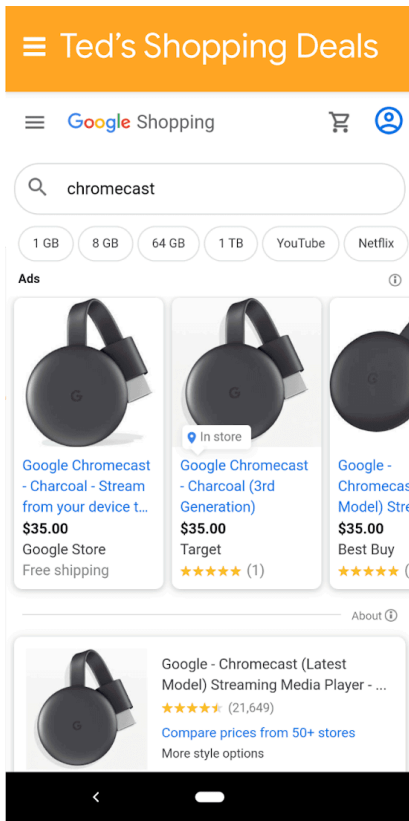 Ted's Shopping Deals
Google Shopping
chromecast
1 GB 8 GB 64 GB 1 TB YouTube Netflix
Ads
G G G
In store
Google Chromecast
- Charcoal - Stream
from your device t...
$35.00
Google Store
Free shipping
Google Chromecast
- Charcoal (3rd
Generation)
$35.00
Target
(1)
Google -
Chromecas
Model) Stre
$35.00
Best Buy
(
About
G
Google - Chromecast (Latest
Model) Streaming Media Player - ...
(21,649)
Compare prices from 50+ stores
More style options